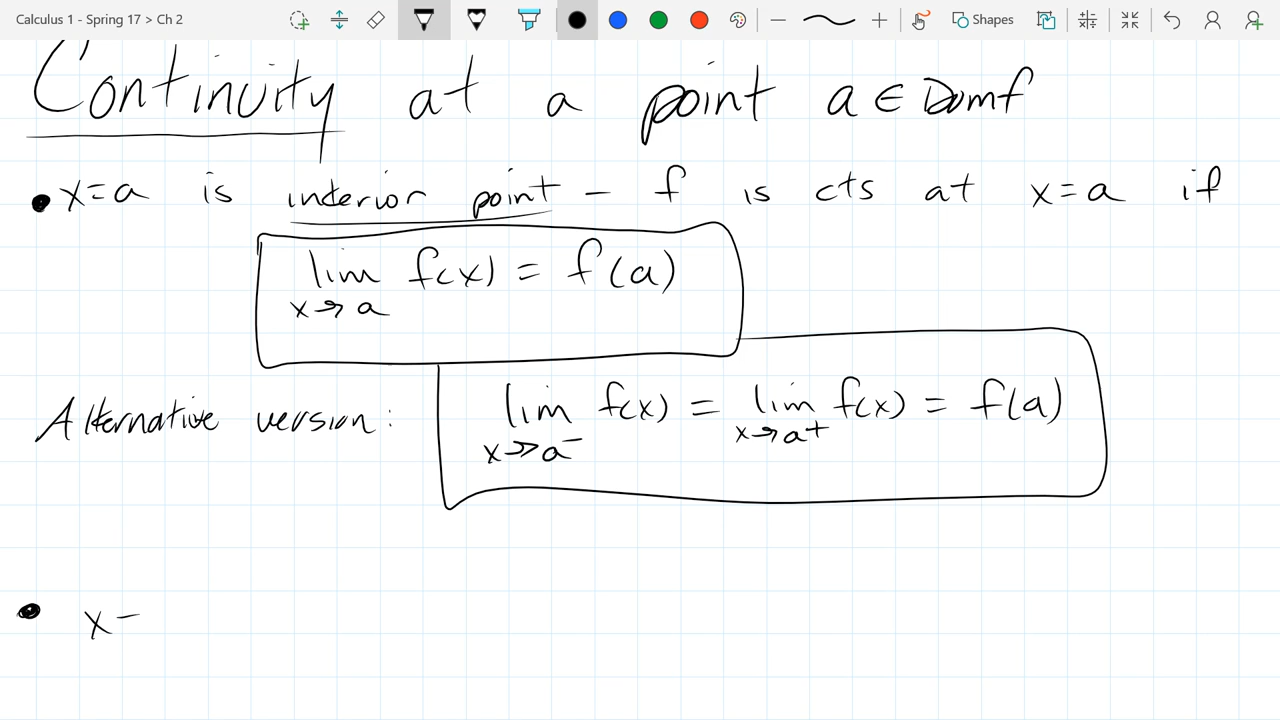 Calculus 1 - Spring 17 > Ch 2
Shapes
Continuity at a point a ∈ Domf
• x=a is interior point – f is cts at x=a if
lim f(x) = f(a)
x→a
Alternative version: lim f(x) = lim f(x) = f(a)
x→a⁻ x→a⁺
• x –